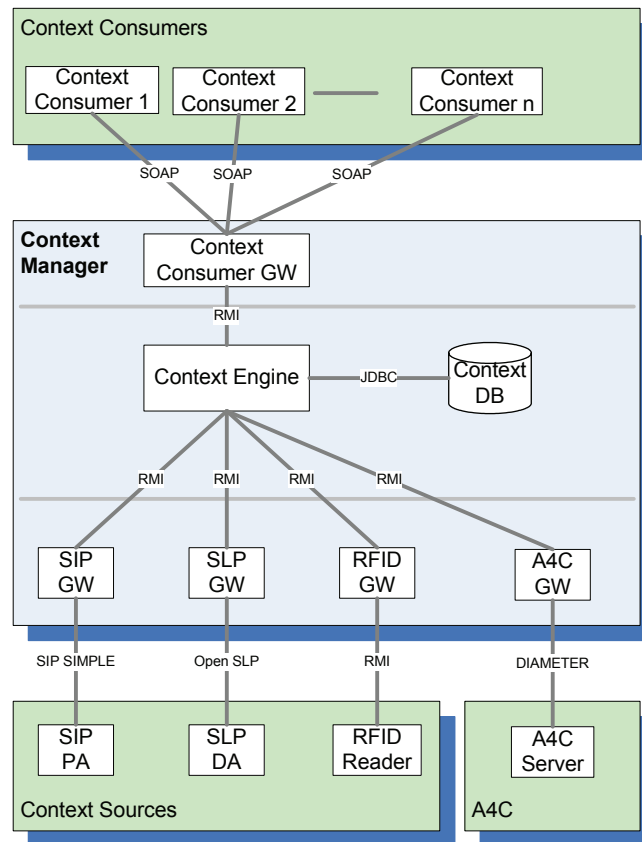 Context Consumers
Context
Consumer 1
Context
Consumer 2
Context
Consumer n
SOAP
SOAP
SOAP
Context
Manager
Context
Consumer GW
RMI
Context Engine
JDBC
Context
DB
RMI
RMI
RMI
RMI
SIP
GW
SLP
GW
RFID
GW
A4C
GW
SIP SIMPLE
Open SLP
RMI
DIAMETER
SIP
PA
SLP
DA
RFID
Reader
A4C
Server
Context Sources
A4C